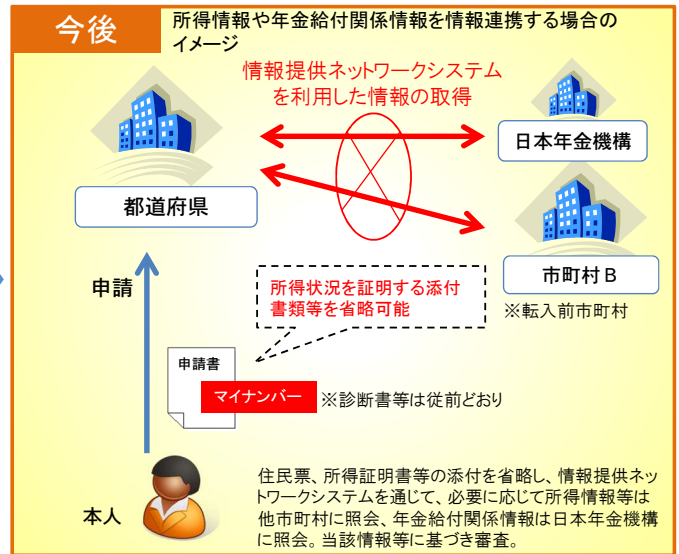 今後
所得情報や年金給付関係情報を情報連携する場合の
イメージ
情報提供ネットワークシステム
を利用した情報の取得
日本年金機構
都道府県
市町村B
※転入前市町村
申請
所得状況を証明する添付
書類等を省略可能
申請書
マイナンバー
※診断書等は従前どおり
本人
住民票、所得証明書等の添付を省略し、情報提供ネッ
トワークシステムを通じて、必要に応じて所得情報等は
他市町村に照会、年金給付関係情報は日本年金機構
に照会。当該情報等に基づき審査。